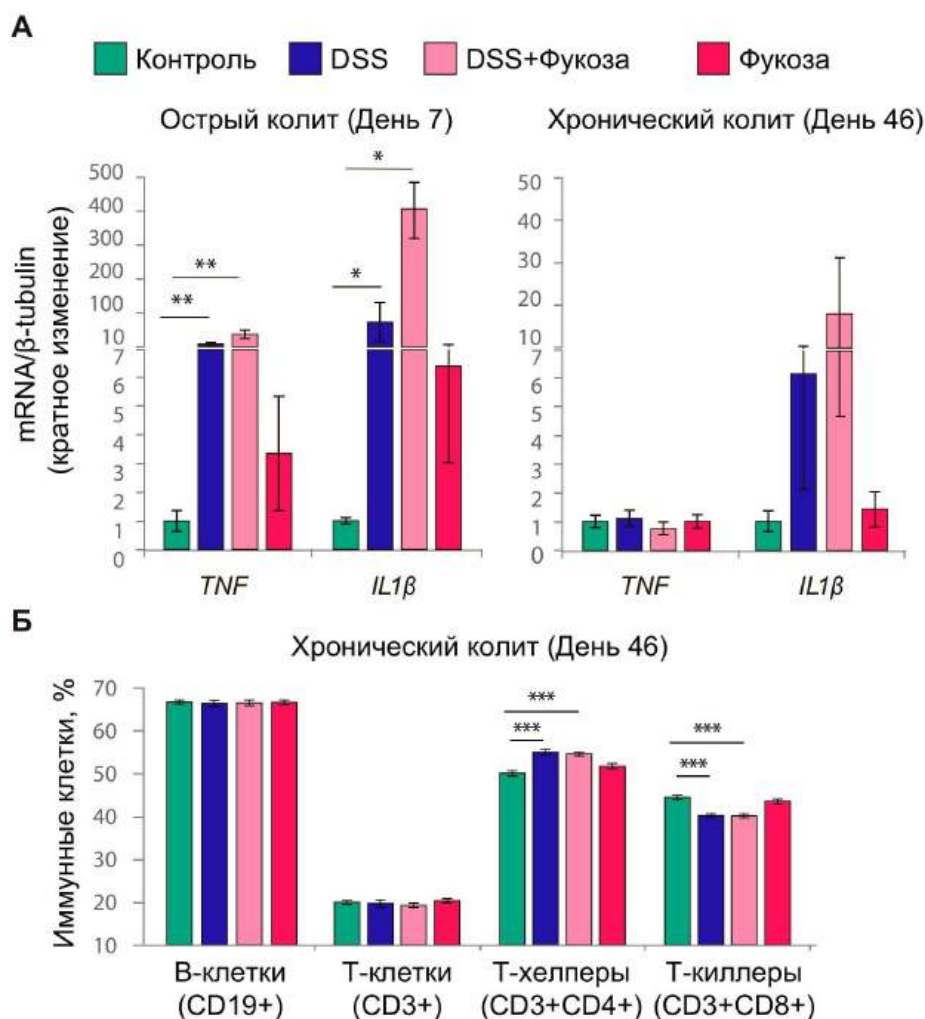 А
Контроль DSS DSS+Фукоза Фукоза
Острый колит (День 7) Хронический колит (День 46)
mRNA/β-tubulin
(кратное изменение)
500
400
300
200
100
10
7
6
5
4
2
1
0
** ** * *
TNF IL1β
50
40
30
20
10
7
6
5
4
3
2
1
0
TNF IL1β
Б
Хронический колит (День 46)
Иммунные клетки, %
70
60
50
40
30
20
10
*** *** *** ***
В-клетки Т-клетки Т-хелперы Т-киллеры
(CD19+) (CD3+) (CD3+CD4+) (CD3+CD8+)